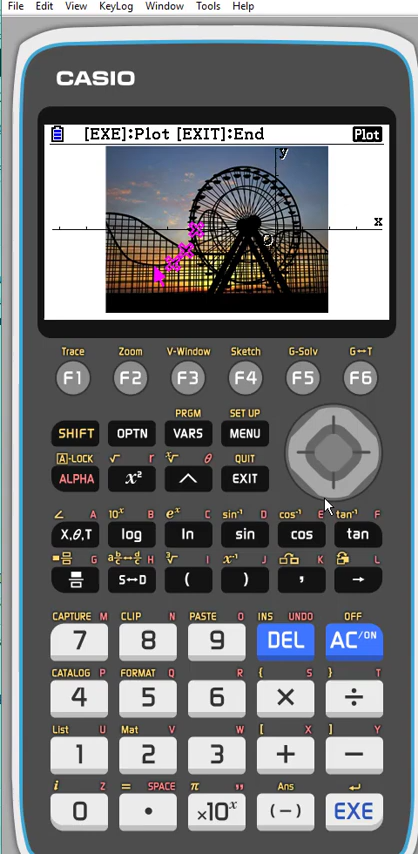 File Edit View KeyLog Window Tools Help
CASIO
[EXE]:Plot [EXIT]:End Plot
y
x
O
Trace Zoom V-Window Sketch G-Solv G↔T
F1 F2 F3 F4 F5 F6
PRGM SET UP
SHIFT OPTN VARS MENU
A-LOCK √ r ˣ√ θ QUIT
ALPHA x² ^ EXIT
∠ A 10ˣ B eˣ C sin⁻¹ D cos⁻¹ E tan⁻¹ F
X,θ,T log ln sin cos tan
G a b/c↔d/c H ³√ I x⁻¹ J K L
S↔D ( ) , →
CAPTURE M CLIP N PASTE O INS UNDO OFF
7 8 9 DEL AC/ON
CATALOG P FORMAT Q R { S } T
4 5 6 × ÷
List U Mat V W [ X ] Y
1 2 3 + −
i Z = SPACE π " Ans ↵
0 • ×10ˣ (−) EXE